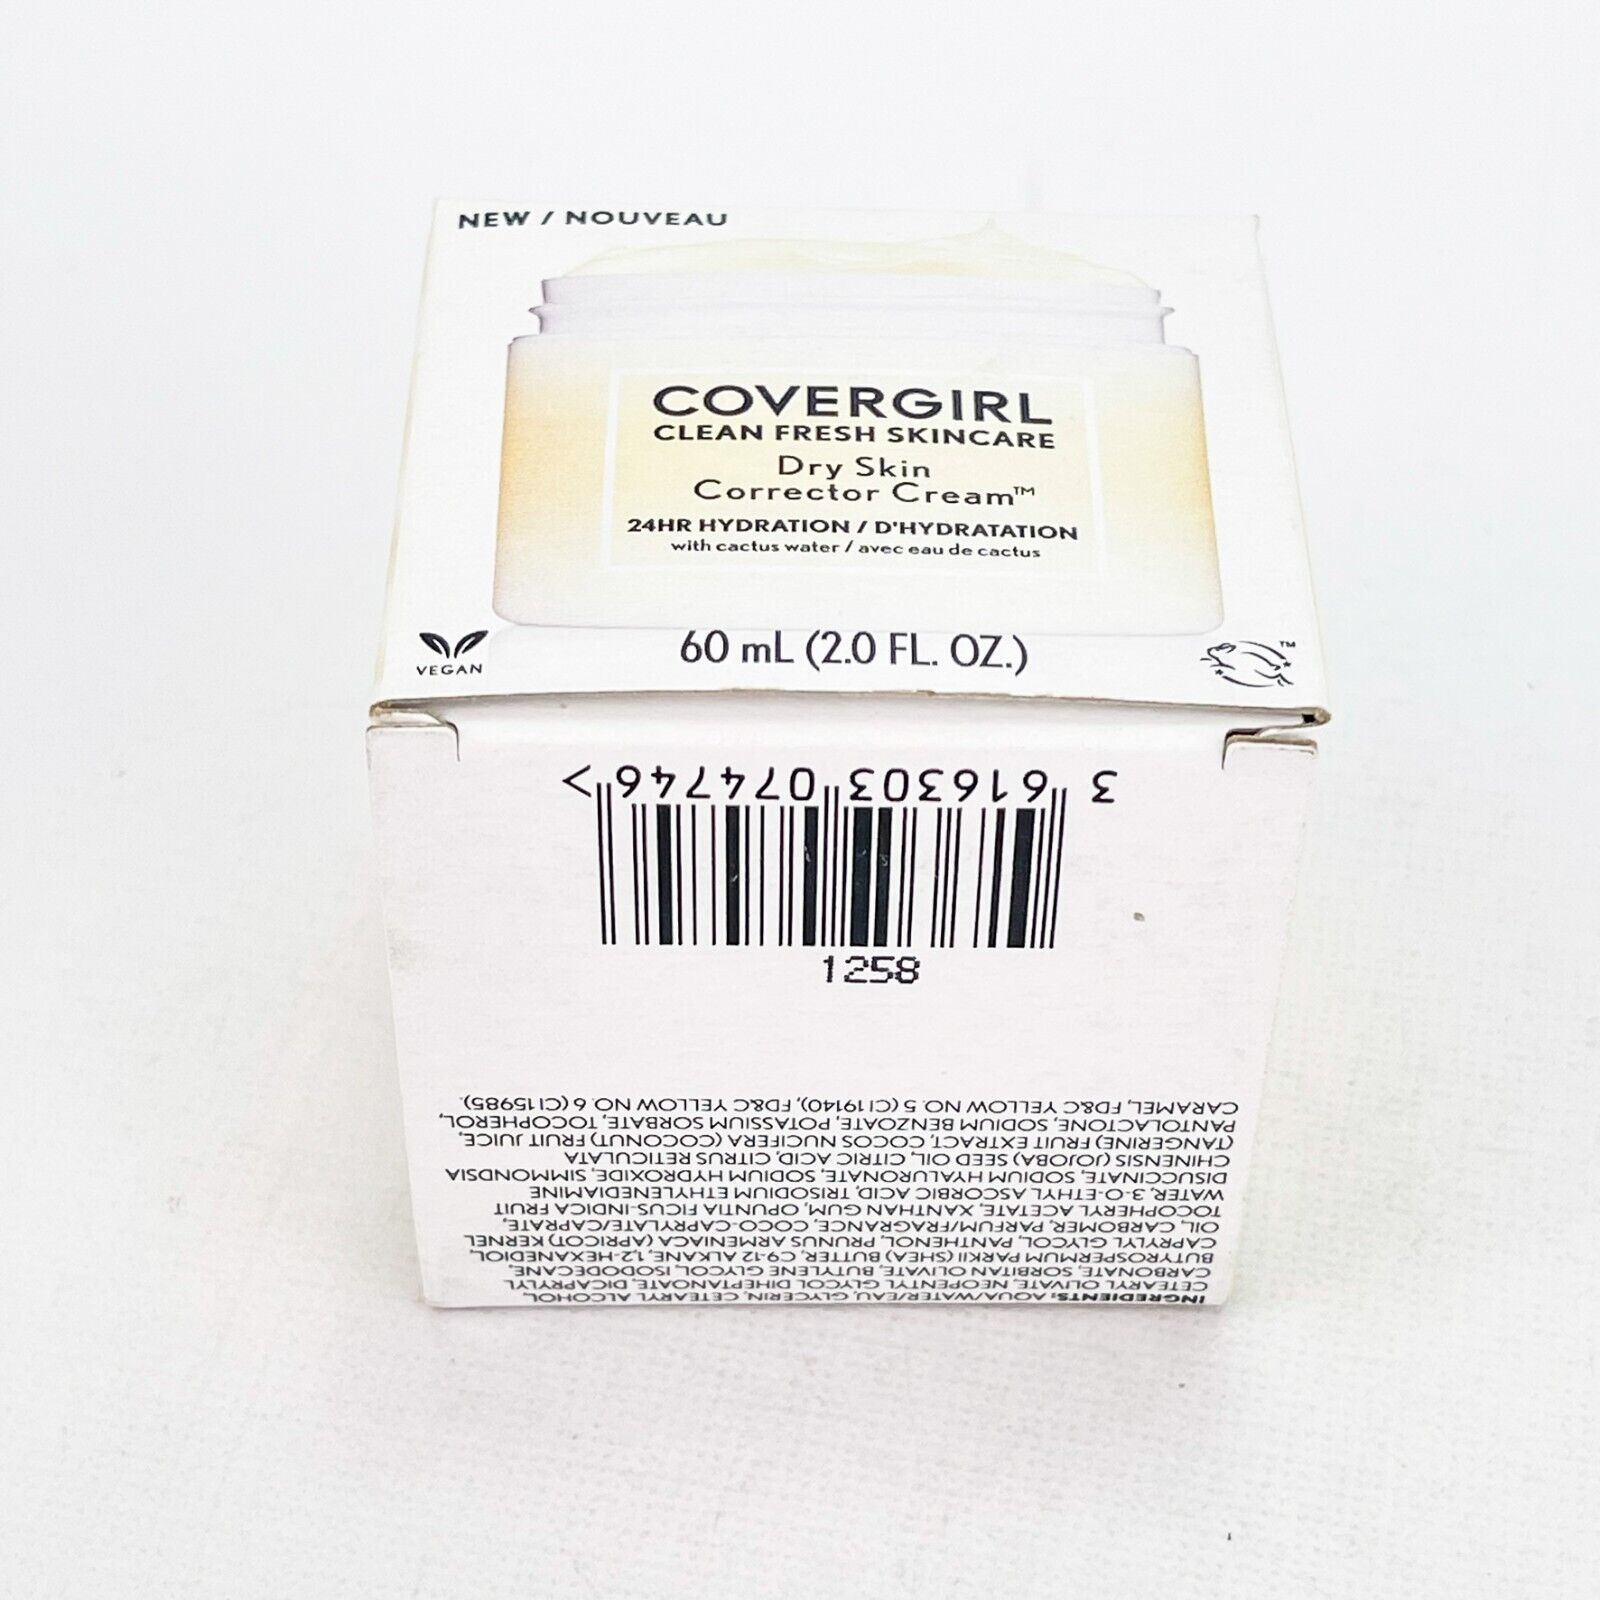 NEW / NOUVEAU
COVERGIRL
CLEAN FRESH SKINCARE
Dry Skin
Corrector Cream™
24HR HYDRATION / D'HYDRATATION
with cactus water / avec eau de cactus
VEGAN
60 mL (2.0 FL. OZ.)
TM
3 616303 074746 >
1258
INGREDIENTS: AQUA/WATER/EAU, GLYCERIN, CETEARYL ALCOHOL,
CETEARYL OLIVATE, NEOPENTYL GLYCOL DIHEPTANOATE, DICAPRYLYL
CARBONATE, SORBITAN OLIVATE, BUTYLENE GLYCOL, ISODODECANE,
BUTYROSPERMUM PARKII (SHEA) BUTTER, C9-12 ALKANE, 1,2-HEXANEDIOL,
CAPRYLYL GLYCOL, PANTHENOL, PRUNUS ARMENIACA (APRICOT) KERNEL
OIL, CARBOMER, PARFUM/FRAGRANCE, COCO-CAPRYLATE/CAPRATE,
TOCOPHERYL ACETATE, XANTHAN GUM, OPUNTIA FICUS-INDICA FRUIT
WATER, 3-O-ETHYL ASCORBIC ACID, TRISODIUM ETHYLENEDIAMINE
DISUCCINATE, SODIUM HYALURONATE, SODIUM HYDROXIDE, SIMMONDSIA
CHINENSIS (JOJOBA) SEED OIL, CITRIC ACID, CITRUS RETICULATA
(TANGERINE) FRUIT EXTRACT, COCOS NUCIFERA (COCONUT) FRUIT JUICE,
PANTOLACTONE, SODIUM BENZOATE, POTASSIUM SORBATE, TOCOPHEROL,
CARAMEL, FD&C YELLOW NO. 5 (CI 19140), FD&C YELLOW NO. 6 (CI 15985).